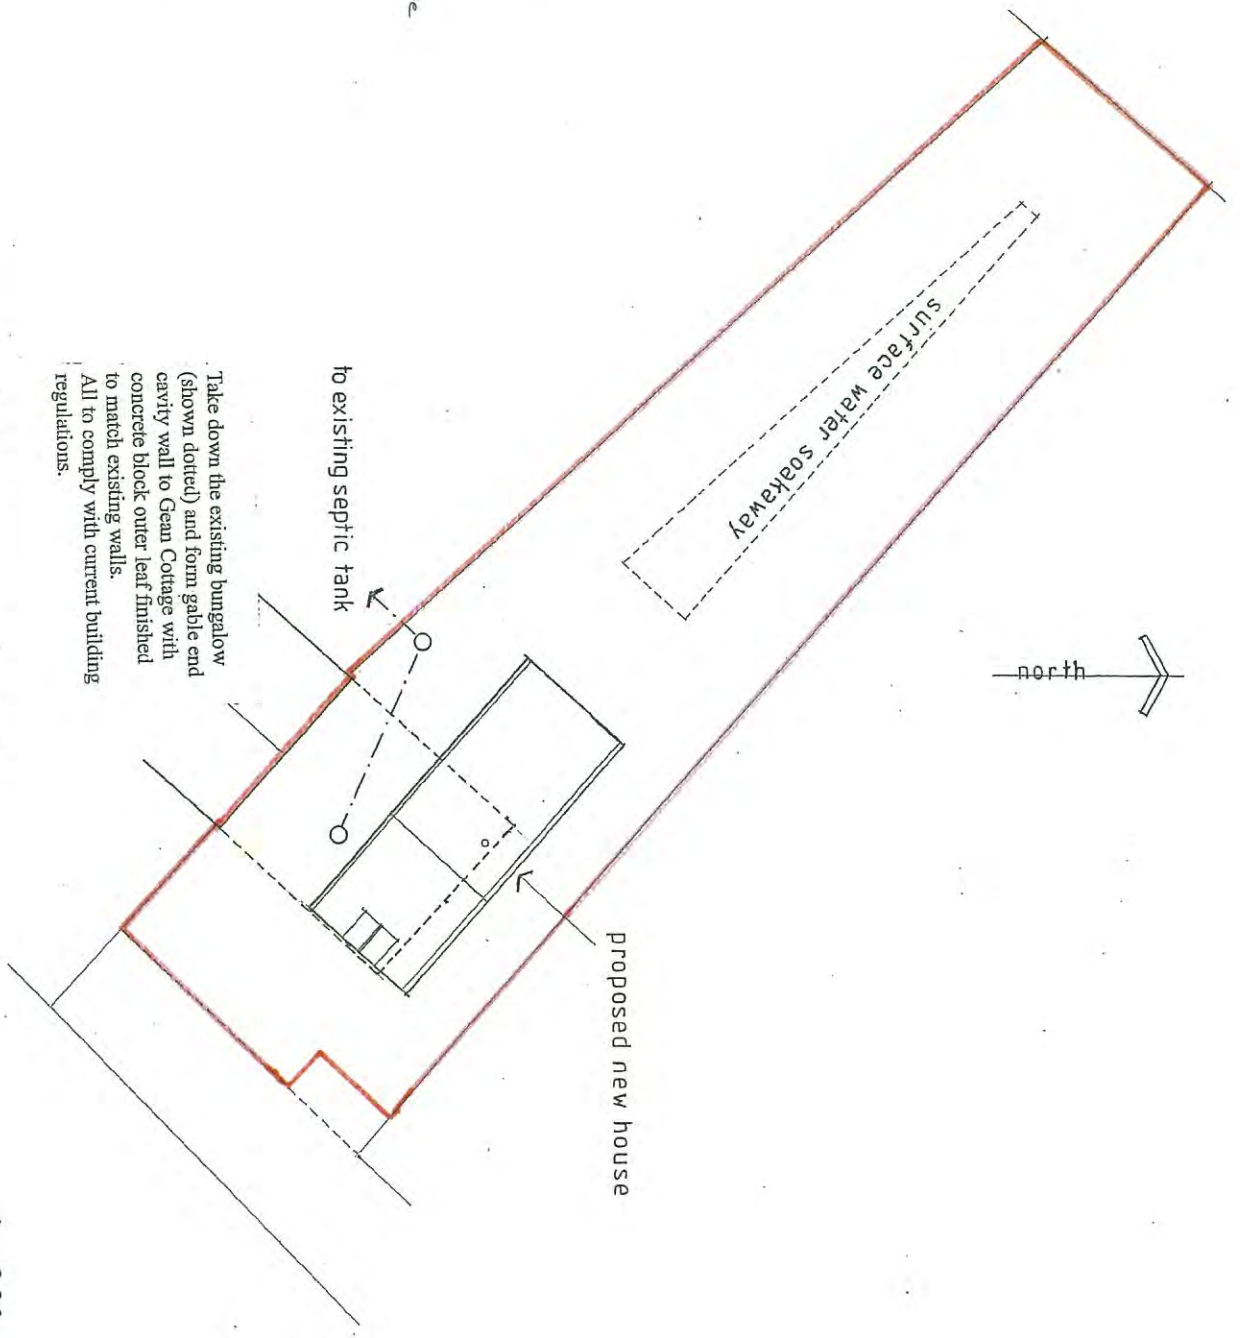 surface water soakaway
north
to existing septic tank
Take down the existing bungalow
(shown dotted) and form gable end
cavity wall to Gean Cottage with
concrete block outer leaf finished
to match existing walls.
All to comply with current building
regulations.
proposed new house